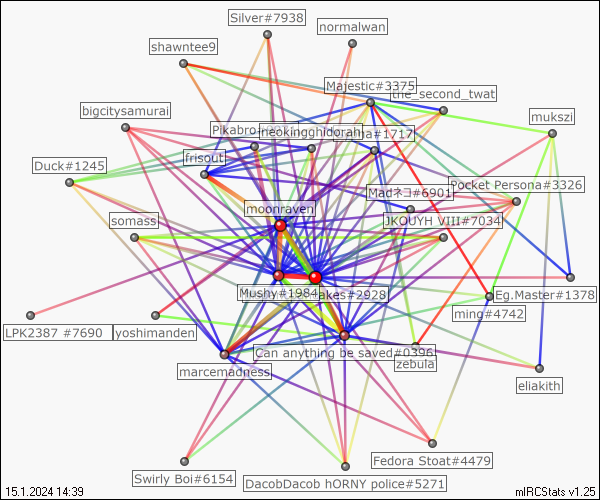 Silver#7938
normalwan
shawntee9
Majestic#3375
the_second_twat
bigcitysamurai
mukszi
neokingghidorah
#1717
frisout
Duck#1245
Pocket Persona#3326
Madネコ#6901
moonraven
JKOUYH VIII#7034
somass
Mushy#1984
akes#2928
Eg.Master#1378
ming#4742
LPK2387 #7690
yoshimanden
Can anything be saved#0396
zebula
marcemadness
eliakith
Fedora Stoat#4479
Swirly Boi#6154
DacobDacob hORNY police#5271
15.1.2024 14:39
mIRCStats v1.25